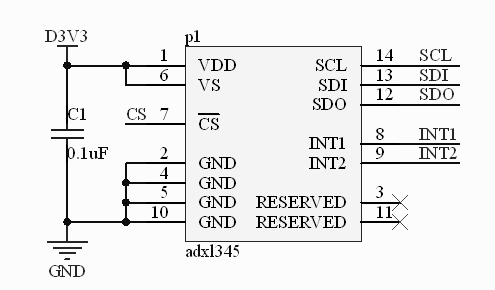 D3V3
p1
1 VDD
6 VS
CS 7 CS
C1
0.1uF
2 GND
4 GND
5 GND
10 GND
GND
SCL 14 SCL
SDI 13 SDI
SDO 12 SDO
INT1 8 INT1
INT2 9 INT2
RESERVED 3
RESERVED 11
adxl345